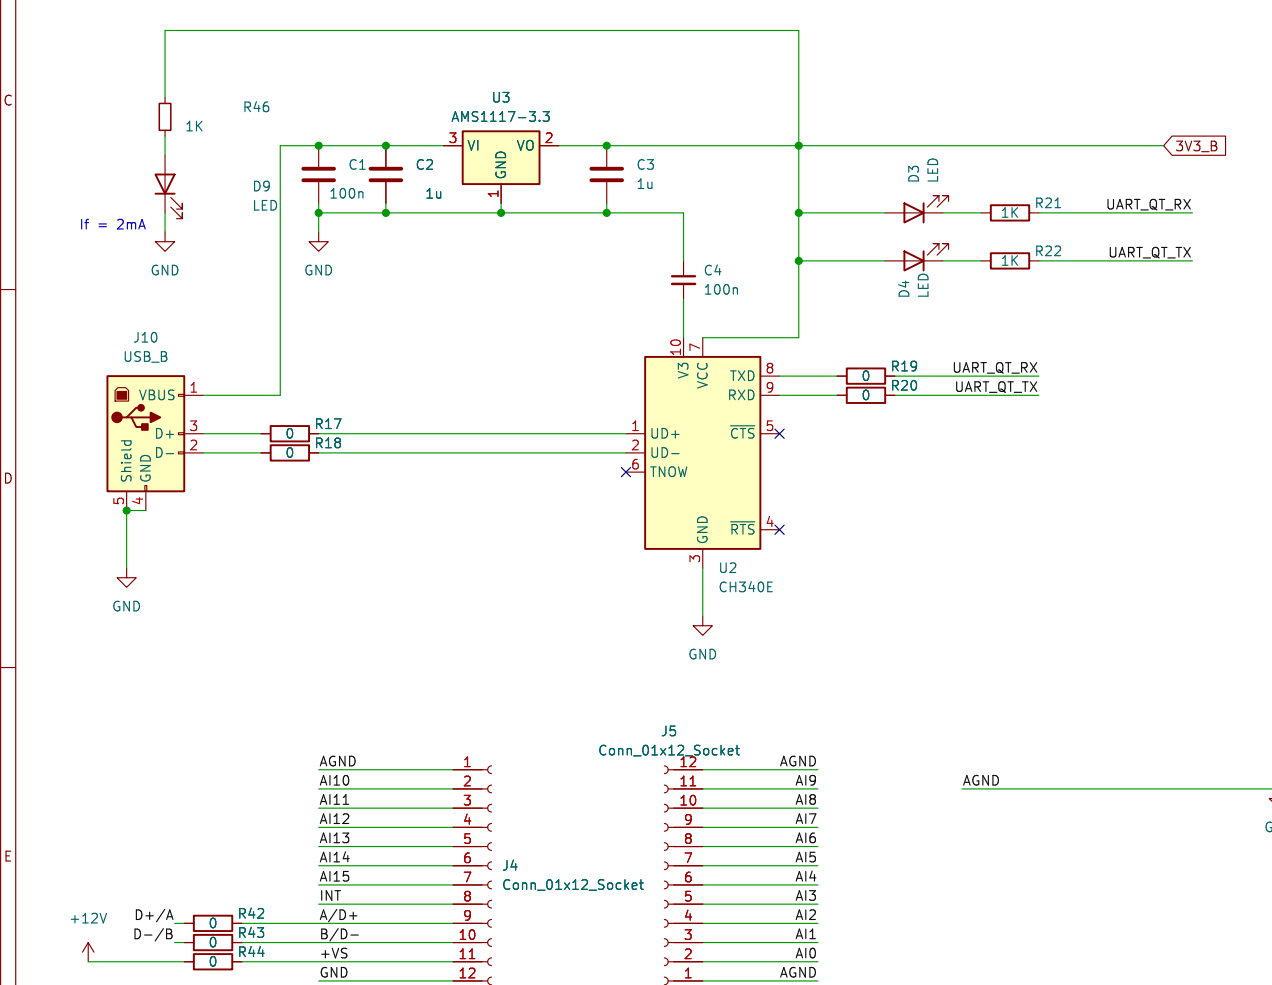 C
R46
1K
U3
AMS1117-3.3
3
VI
VO
2
GND
1
C1
100n
C2
1u
C3
1u
3V3_B
D9
LED
If = 2mA
GND
GND
D3
LED
1K
R21
UART_QT_RX
D4
LED
1K
R22
UART_QT_TX
C4
100n
J10
USB_B
VBUS
1
D+
3
D-
2
Shield
GND
5
4
GND
0
R17
0
R18
10
7
V3
VCC
TXD
8
RXD
9
CTS
5
RTS
4
1
UD+
2
UD-
6
TNOW
GND
3
U2
CH340E
GND
0
R19
UART_QT_RX
0
R20
UART_QT_TX
D
J5
Conn_01x12_Socket
AGND 1
AI10 2
AI11 3
AI12 4
AI13 5
AI14 6
AI15 7
INT 8
A/D+ 9
B/D- 10
+VS 11
GND 12
J4
Conn_01x12_Socket
12 AGND
11 AI9
10 AI8
9 AI7
8 AI6
7 AI5
6 AI4
5 AI3
4 AI2
3 AI1
2 AI0
1 AGND
AGND
G
E
+12V
D+/A
0
R42
D-/B
0
R43
0
R44